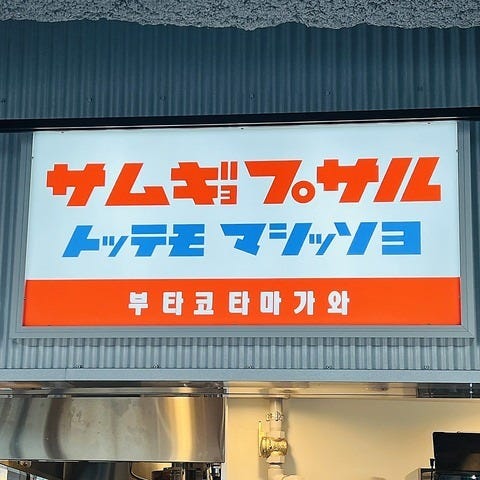 サムギョプサル
トッテモ マシッソヨ
부타코타마가와